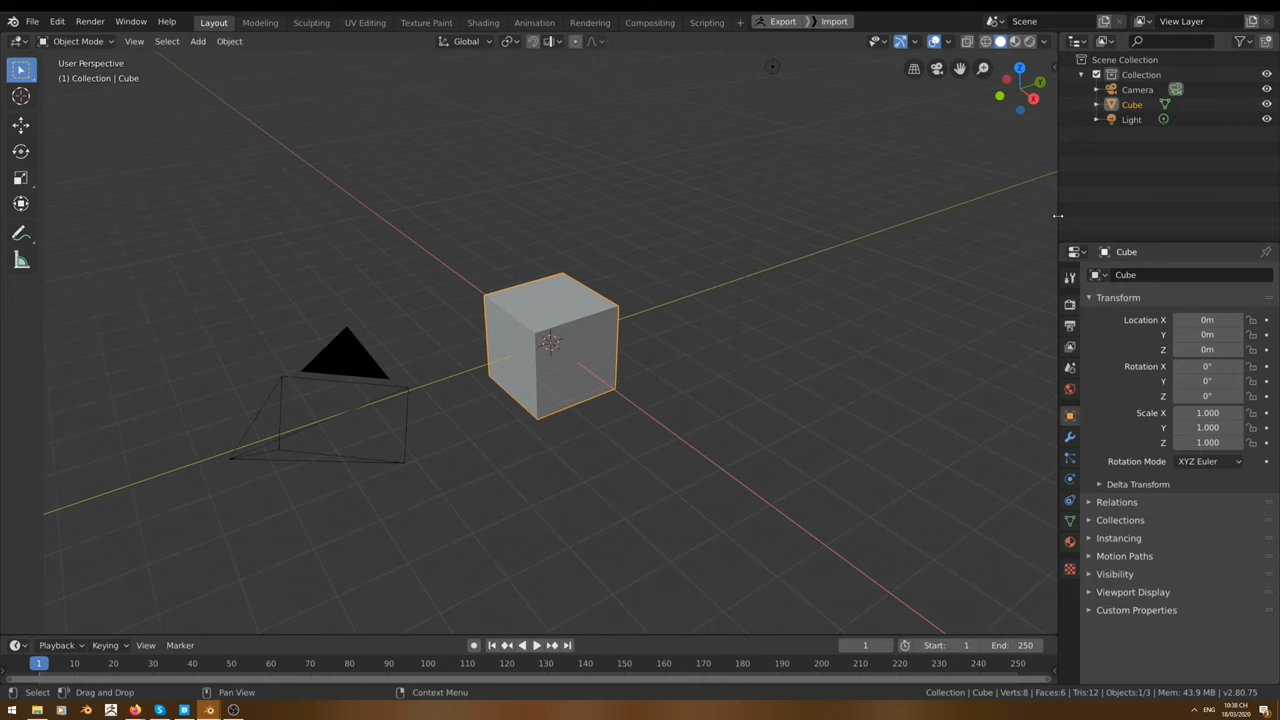 File Edit Render Window Help Layout Modeling Sculpting UV Editing Texture Paint Shading Animation Rendering Compositing Scripting + Export Import Scene View Layer
Object Mode View Select Add Object Global
User Perspective
(1) Collection | Cube
Z
Y
X
Scene Collection
Collection
Camera
Cube
Light
Cube
Cube
Transform
Location X 0m
Y 0m
Z 0m
Rotation X 0°
Y 0°
Z 0°
Scale X 1.000
Y 1.000
Z 1.000
Rotation Mode XYZ Euler
Delta Transform
Relations
Collections
Instancing
Motion Paths
Visibility
Viewport Display
Custom Properties
Playback Keying View Marker 1 Start: 1 End: 250
1 10 20 30 40 50 60 70 80 90 100 110 120 130 140 150 160 170 180 190 200 210 220 230 240 250
Select Drag and Drop Pan View Context Menu Collection | Cube | Verts:8 | Faces:6 | Tris:12 | Objects:1/3 | Mem: 43.9 MB | v2.80.75
ENG 10:38 CH
18/03/2020